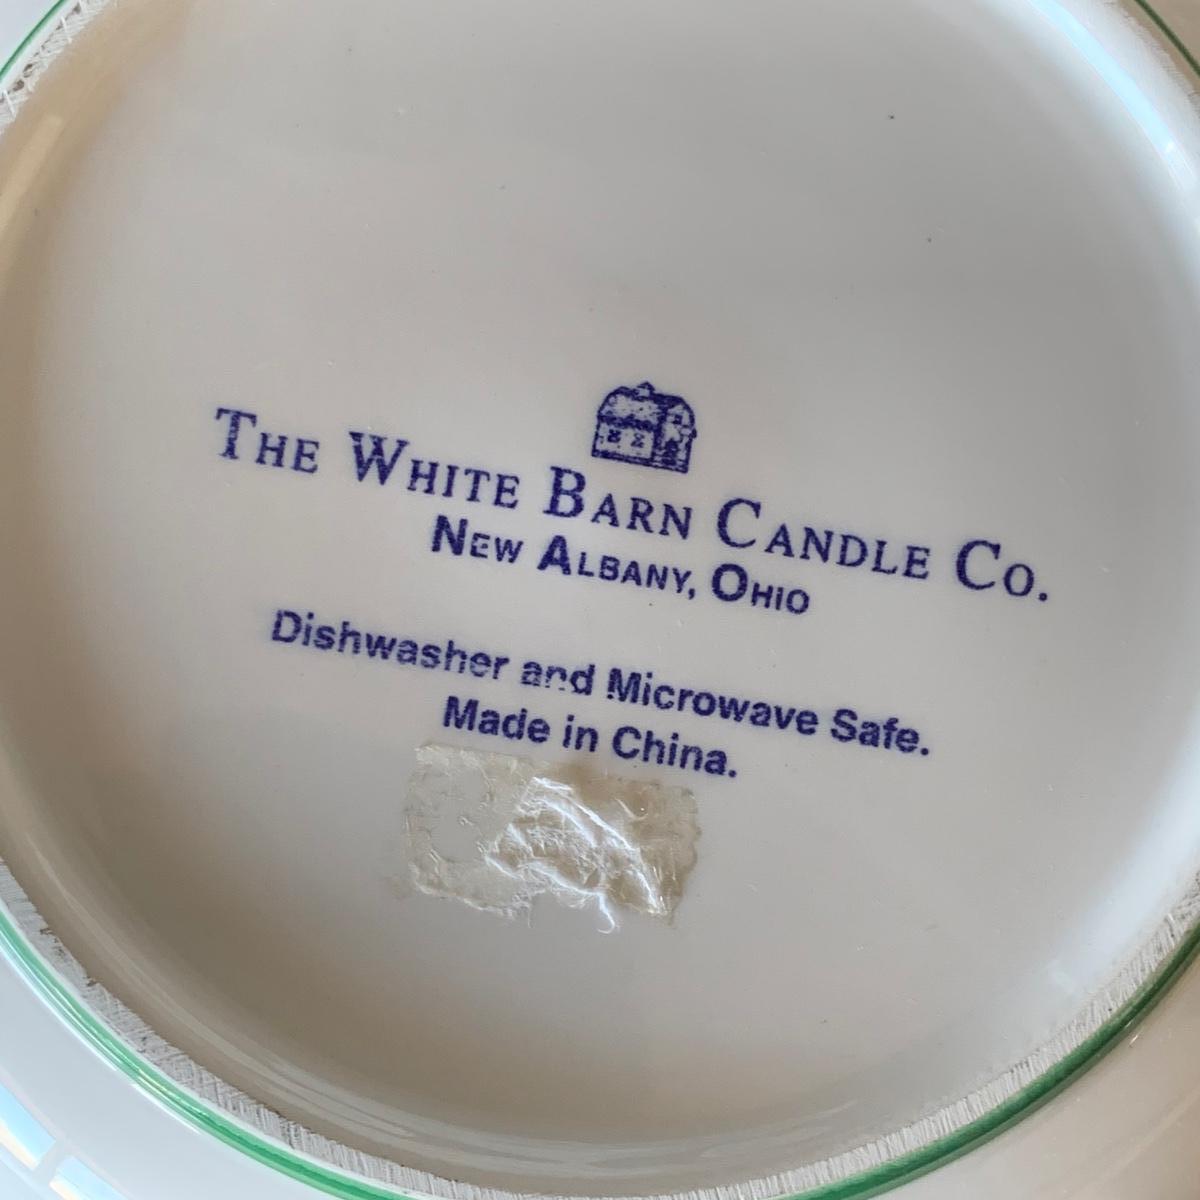 The White Barn Candle Co.
New Albany, Ohio
Dishwasher and Microwave Safe.
Made in China.